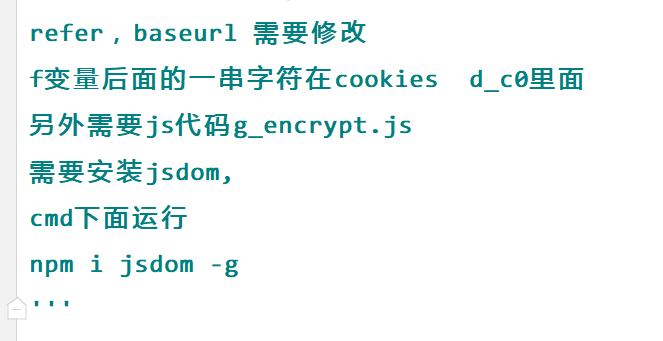 refer，baseurl 需要修改
f变量后面的一串字符在cookies  d_c0里面
另外需要js代码g_encrypt.js
需要安装jsdom,
cmd下面运行
npm i jsdom -g
'''